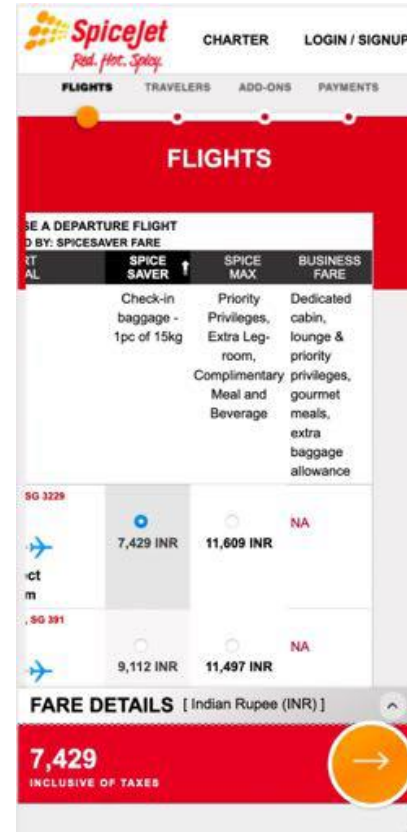 Spicejet
Red. Hot. Spicy.
CHARTER
LOGIN / SIGNUP
FLIGHTS
TRAVELERS
ADD-ONS
PAYMENTS
FLIGHTS
SE A DEPARTURE FLIGHT
D BY: SPICESAVER FARE
RT
AL
SPICE
SAVER
SPICE
MAX
BUSINESS
FARE
Check-in
baggage -
1pc of 15kg
Priority
Privileges,
Extra Leg-
room,
Complimentary
Meal and
Beverage
Dedicated
cabin,
lounge &
priority
privileges,
gourmet
meals,
extra
baggage
allowance
SG 3229
7,429 INR
11,609 INR
NA
ct
m
, SG 391
9,112 INR
11,497 INR
NA
FARE DETAILS [ Indian Rupee (INR) ]
7,429
INCLUSIVE OF TAXES